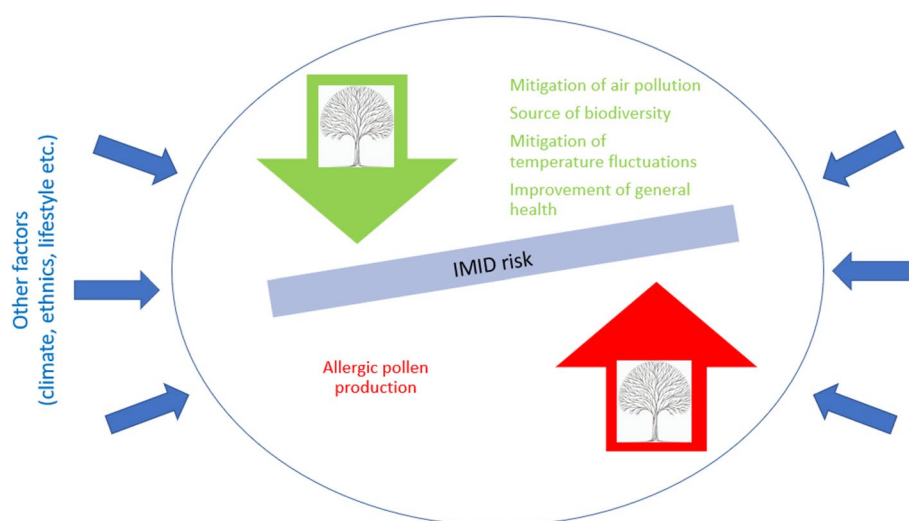 Other factors
(climate, ethnics, lifestyle etc.)
Mitigation of air pollution
Source of biodiversity
Mitigation of
temperature fluctuations
Improvement of general
health
IMID risk
Allergic pollen
production